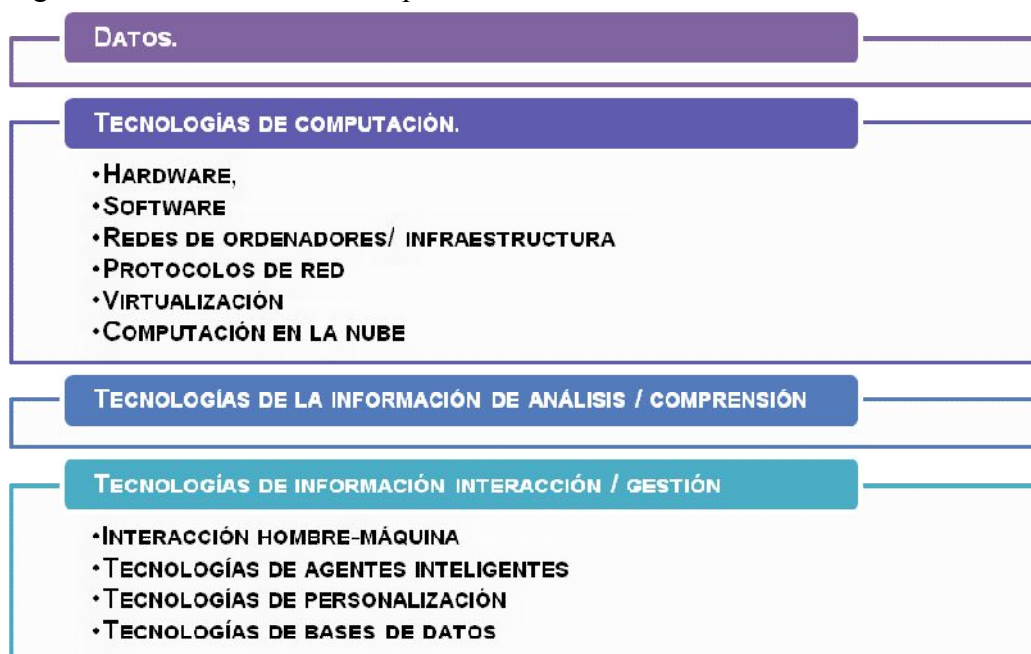 DATOS.
TECNOLOGÍAS DE COMPUTACIÓN.
•HARDWARE,
•SOFTWARE
•REDES DE ORDENADORES/ INFRAESTRUCTURA
•PROTOCOLOS DE RED
•VIRTUALIZACIÓN
•COMPUTACIÓN EN LA NUBE
TECNOLOGÍAS DE LA INFORMACIÓN DE ANÁLISIS / COMPRENSIÓN
TECNOLOGÍAS DE INFORMACIÓN INTERACCIÓN / GESTIÓN
•INTERACCIÓN HOMBRE-MÁQUINA
•TECNOLOGÍAS DE AGENTES INTELIGENTES
•TECNOLOGÍAS DE PERSONALIZACIÓN
•TECNOLOGÍAS DE BASES DE DATOS